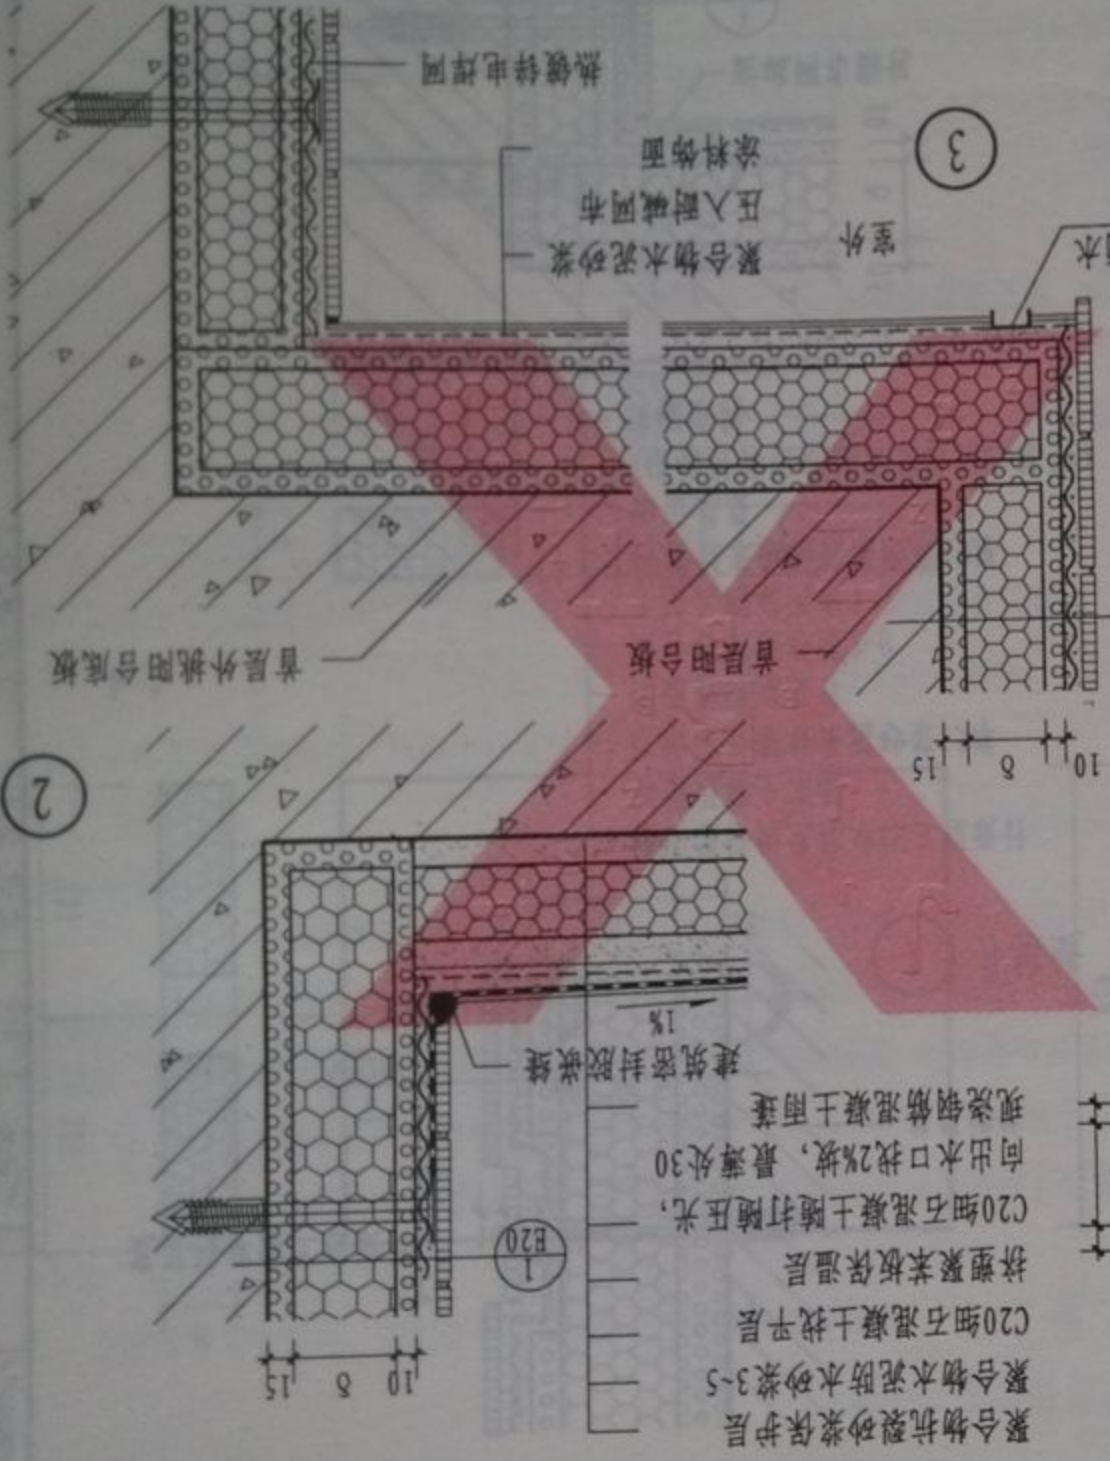 聚合物抗裂砂浆保护层
聚合物水泥防水砂浆3~5
C20细石混凝土找平层
挤塑聚苯板保温层
C20细石混凝土随打随压光，
向出水口找2%坡，最薄处30
现浇钢筋混凝土雨蓬
10 δ 15
1
E20
建筑密封胶嵌缝
1%
2
10 δ 15
首层阳台板
首层外挑阳台底板
水
室外
聚合物水泥砂浆
压入耐碱网布
涂料饰面
3
热镀锌电焊网